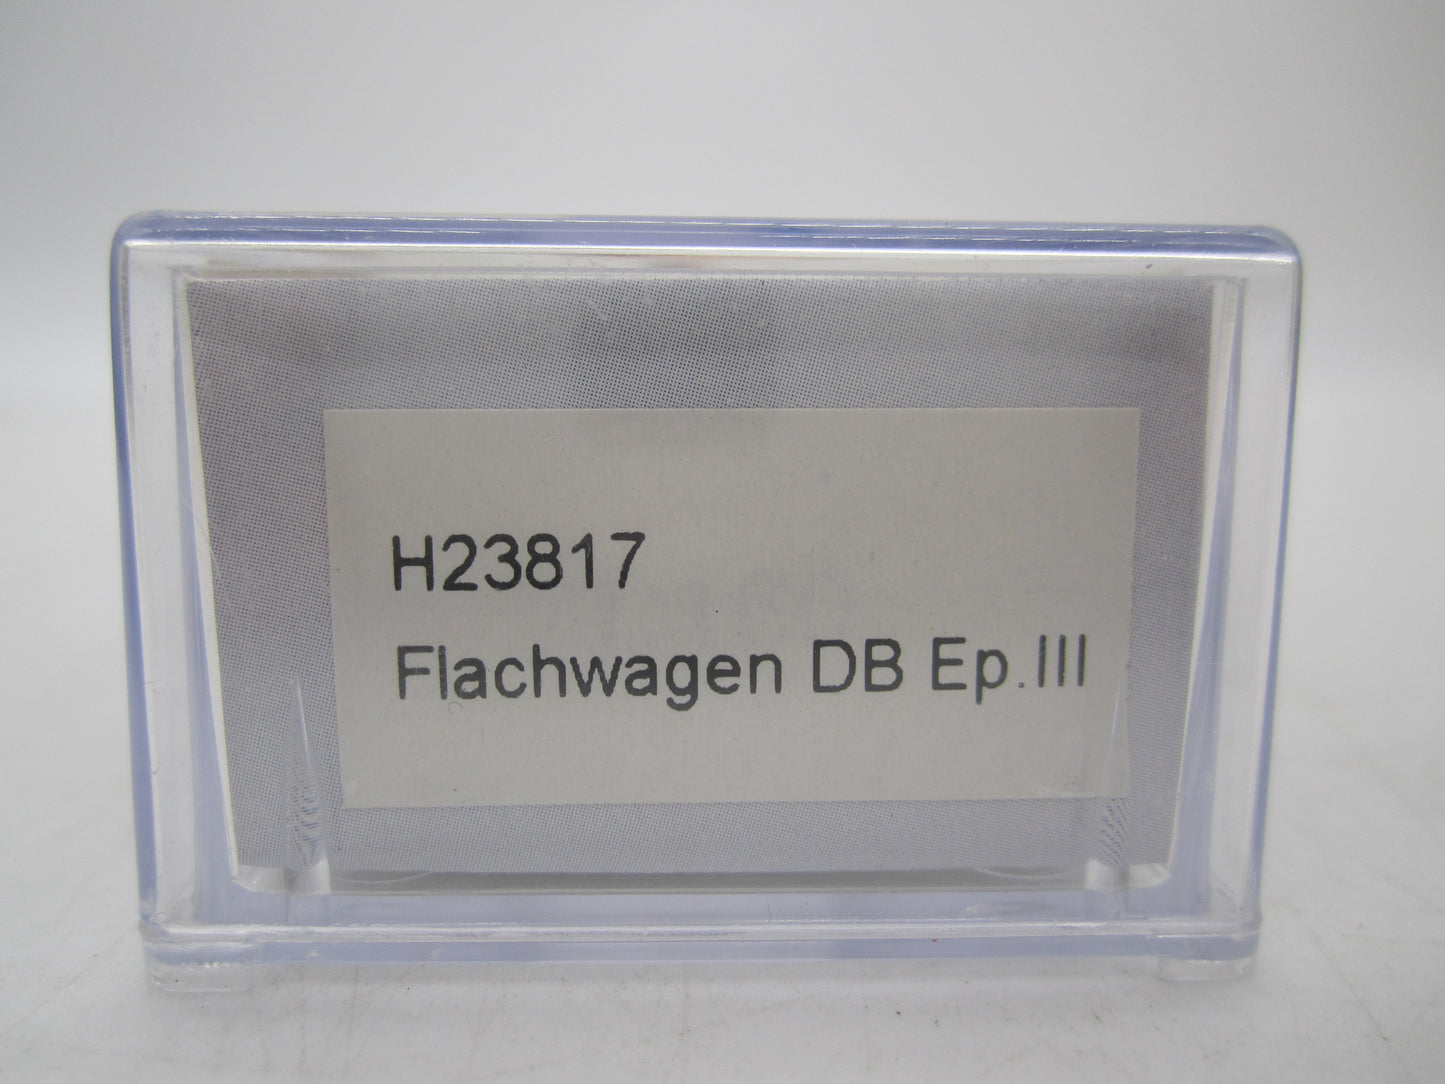 H23817
Flachwagen DB Ep.III